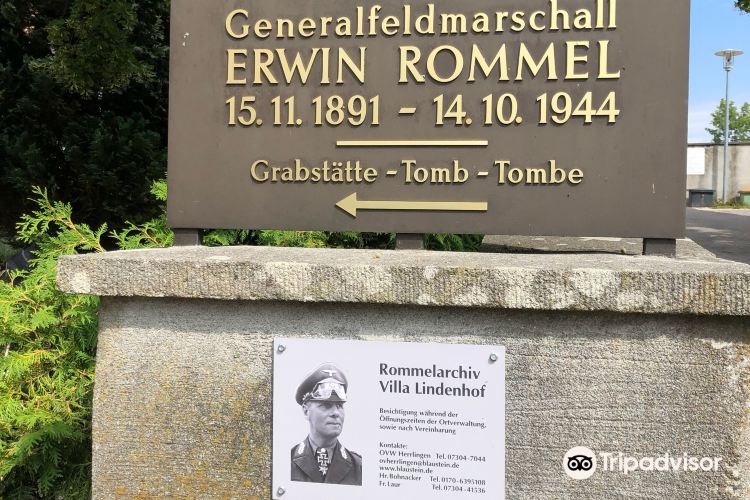 Generalfeldmarschall
ERWIN ROMMEL
15. 11. 1891 - 14. 10. 1944
Grabstätte - Tomb - Tombe
Rommelarchiv
Villa Lindenhof
Besichtigung während der
Öffnungszeiten der Ortverwaltung,
sowie nach Vereinbarung
Kontakte:
OVW Herrlingen Tel. 07304-7044
ovherrlingen@blaustein.de
www.blaustein.de
Hr. Bohnacker Tel. 0170-6395108
Fr. Laur Tel. 07304-41536
Tripadvisor